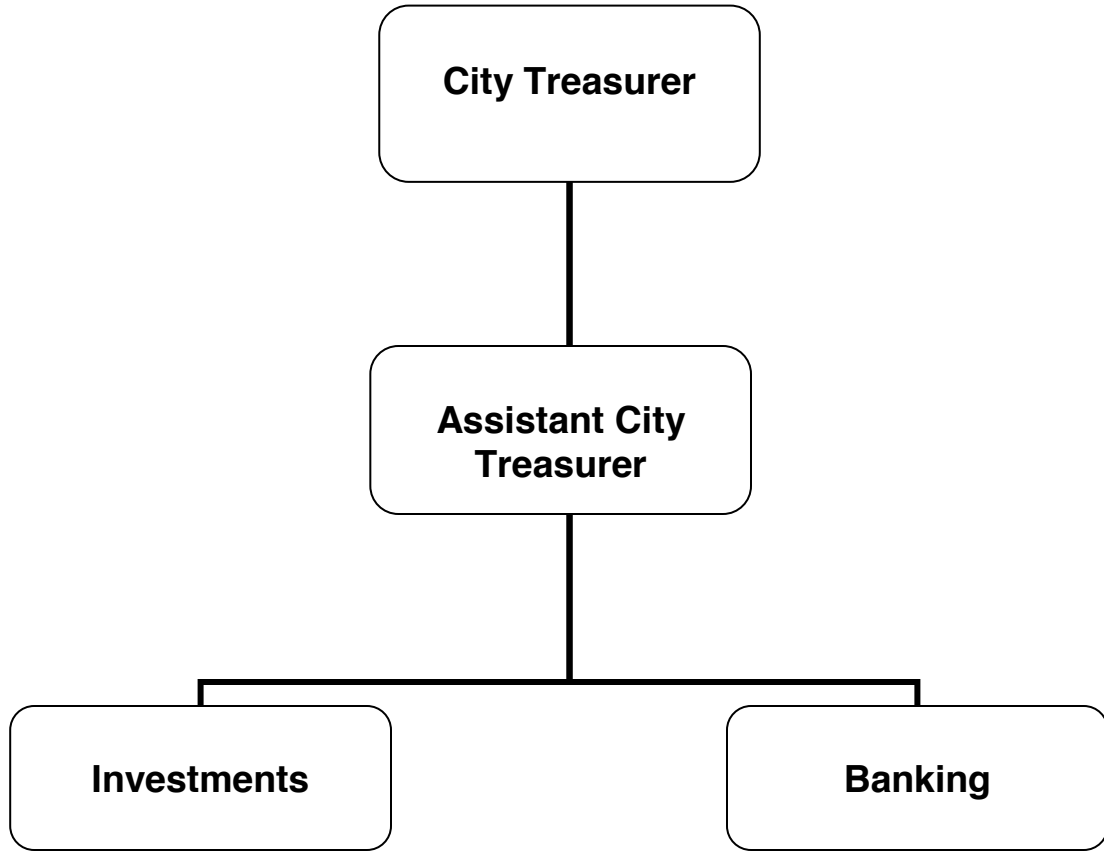 City Treasurer
Assistant City
Treasurer
Investments
Banking